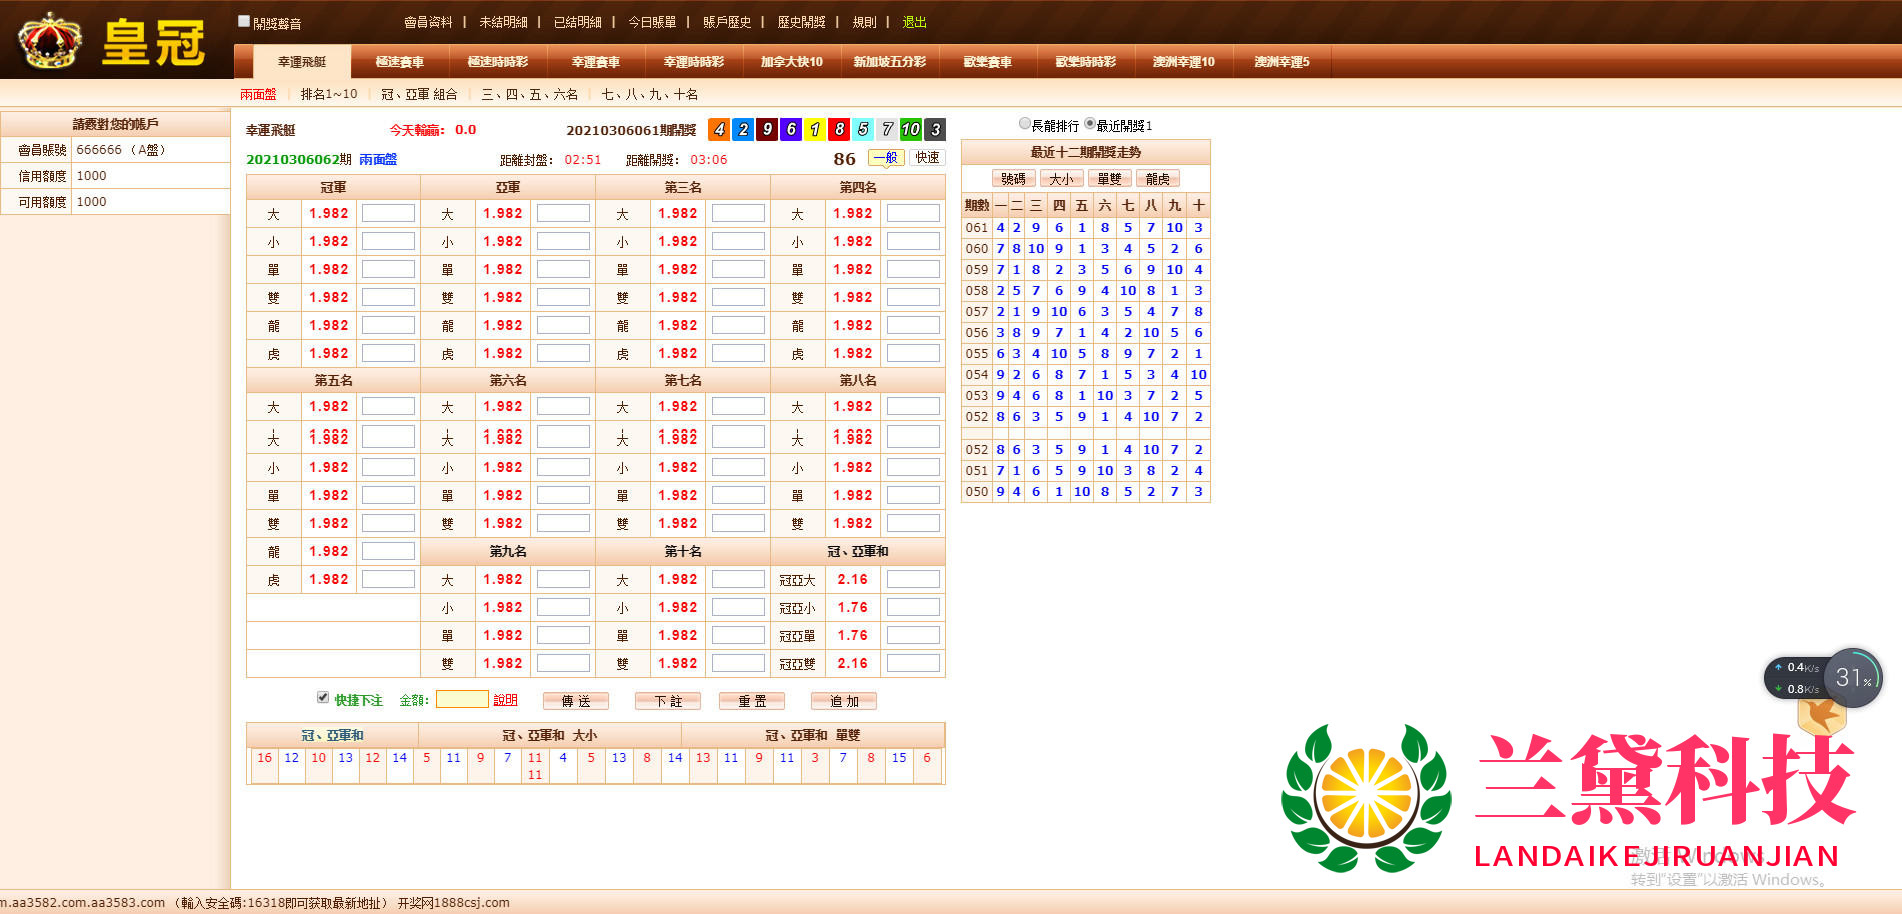 皇冠
開獎聲音
會員資料 | 未結明細 | 已結明細 | 今日賬單 | 賬戶歷史 | 歷史開獎 | 規則 | 退出
幸運飛艇 極速賽車 極速時時彩 幸運賽車 幸運時時彩 加拿大快10 新加坡五分彩 歡樂賽車 歡樂時時彩 澳洲幸運10 澳洲幸運5
兩面盤 排名1~10 冠、亞軍 組合 三、四、五、六名 七、八、九、十名
請覈對您的帳戶
會員賬號 666666 （A盤）
信用額度 1000
可用額度 1000
幸運飛艇 今天輸贏: 0.0 20210306061期開獎 4 2 9 6 1 8 5 7 10 3
20210306062期 兩面盤 距離封盤: 02:51 距離開獎: 03:06 86 一般 快速
冠軍 亞軍 第三名 第四名
大 1.982 大 1.982 大 1.982 大 1.982
小 1.982 小 1.982 小 1.982 小 1.982
單 1.982 單 1.982 單 1.982 單 1.982
雙 1.982 雙 1.982 雙 1.982 雙 1.982
龍 1.982 龍 1.982 龍 1.982 龍 1.982
虎 1.982 虎 1.982 虎 1.982 虎 1.982
第五名 第六名 第七名 第八名
大 1.982 大 1.982 大 1.982 大 1.982
大 1.982 大 1.982 大 1.982 大 1.982
小 1.982 小 1.982 小 1.982 小 1.982
單 1.982 單 1.982 單 1.982 單 1.982
雙 1.982 雙 1.982 雙 1.982 雙 1.982
龍 1.982 第九名 第十名 冠、亞軍和
虎 1.982 大 1.982 大 1.982 冠亞大 2.16
小 1.982 小 1.982 冠亞小 1.76
單 1.982 單 1.982 冠亞單 1.76
雙 1.982 雙 1.982 冠亞雙 2.16
快捷下注 金額: 說明 傳送 下註 重置 追加
冠、亞軍和 冠、亞軍和 大小 冠、亞軍和 單雙
16 12 10 13 12 14 5 11 9 7 11 4 5 13 8 14 13 11 9 11 3 7 8 15 6
11
長龍排行 最近開獎1
最近十二期開獎走勢
號碼 大小 單雙 龍虎
期數 一 二 三 四 五 六 七 八 九 十
061 4 2 9 6 1 8 5 7 10 3
060 7 8 10 9 1 3 4 5 2 6
059 7 1 8 2 3 5 6 9 10 4
058 2 5 7 6 9 4 10 8 1 3
057 2 1 9 10 6 3 5 4 7 8
056 3 8 9 7 1 4 2 10 5 6
055 6 3 4 10 5 8 9 7 2 1
054 9 2 6 8 7 1 5 3 4 10
053 9 4 6 8 1 10 3 7 2 5
052 8 6 3 5 9 1 4 10 7 2
052 8 6 3 5 9 1 4 10 7 2
051 7 1 6 5 9 10 3 8 2 4
050 9 4 6 1 10 8 5 2 7 3
0.4K/s
0.8K/s
31%
兰黛科技
LANDAIKEJIRUANJIAN
激活 Windows
转到"设置"以激活 Windows。
m.aa3582.com.aa3583.com （輸入安全碼:16318即可获取最新地址） 开奖网1888csj.com